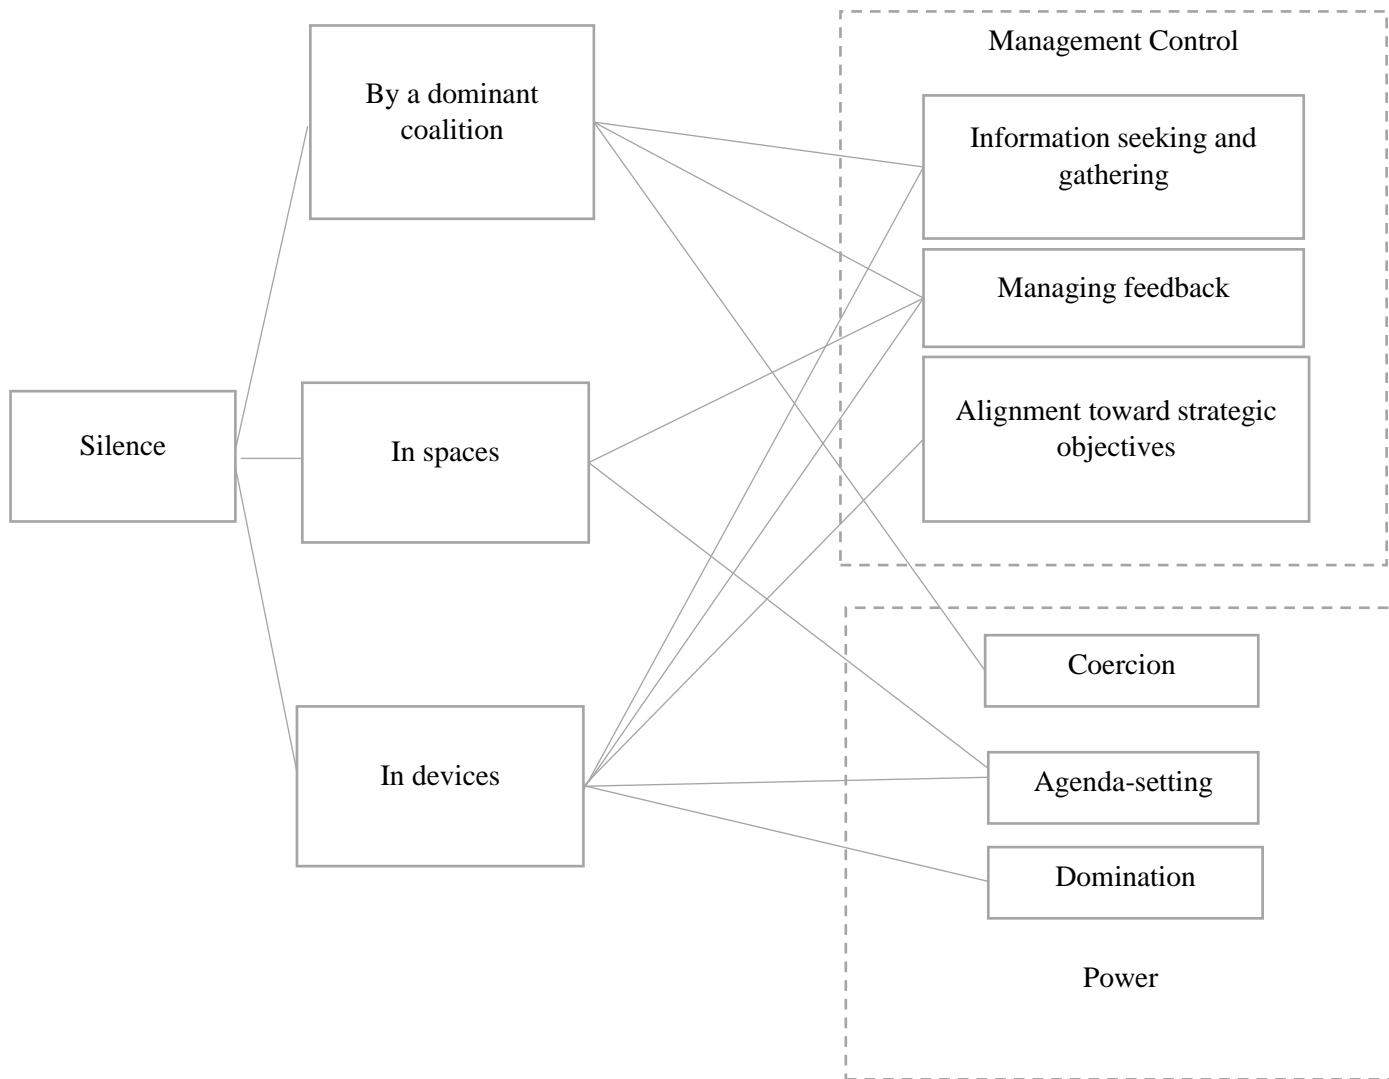 Silence
By a dominant
coalition
In spaces
In devices
Management Control
Information seeking and
gathering
Managing feedback
Alignment toward strategic
objectives
Coercion
Agenda-setting
Domination
Power